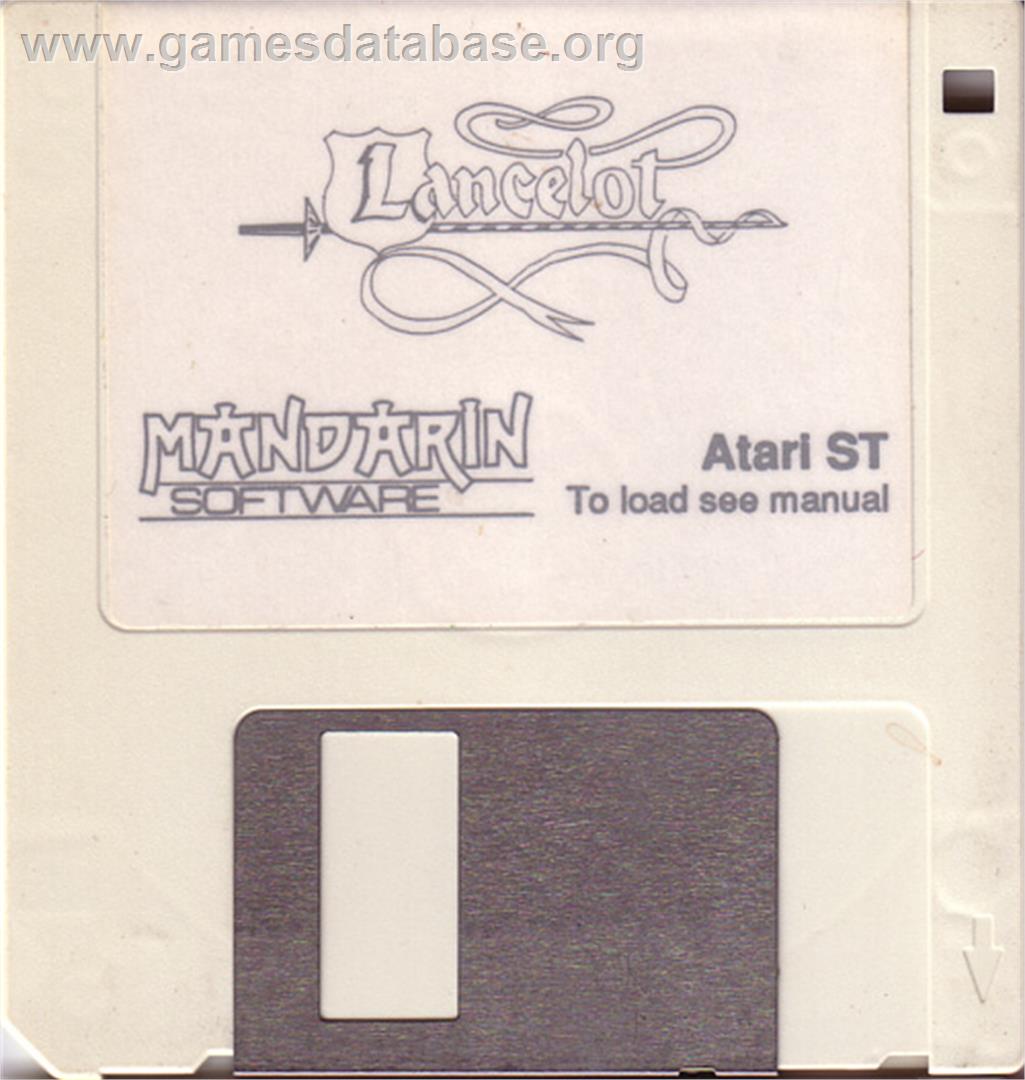 www.gamesdatabase.org
Lancelot
MANDARIN
SOFTWARE
Atari ST
To load see manual